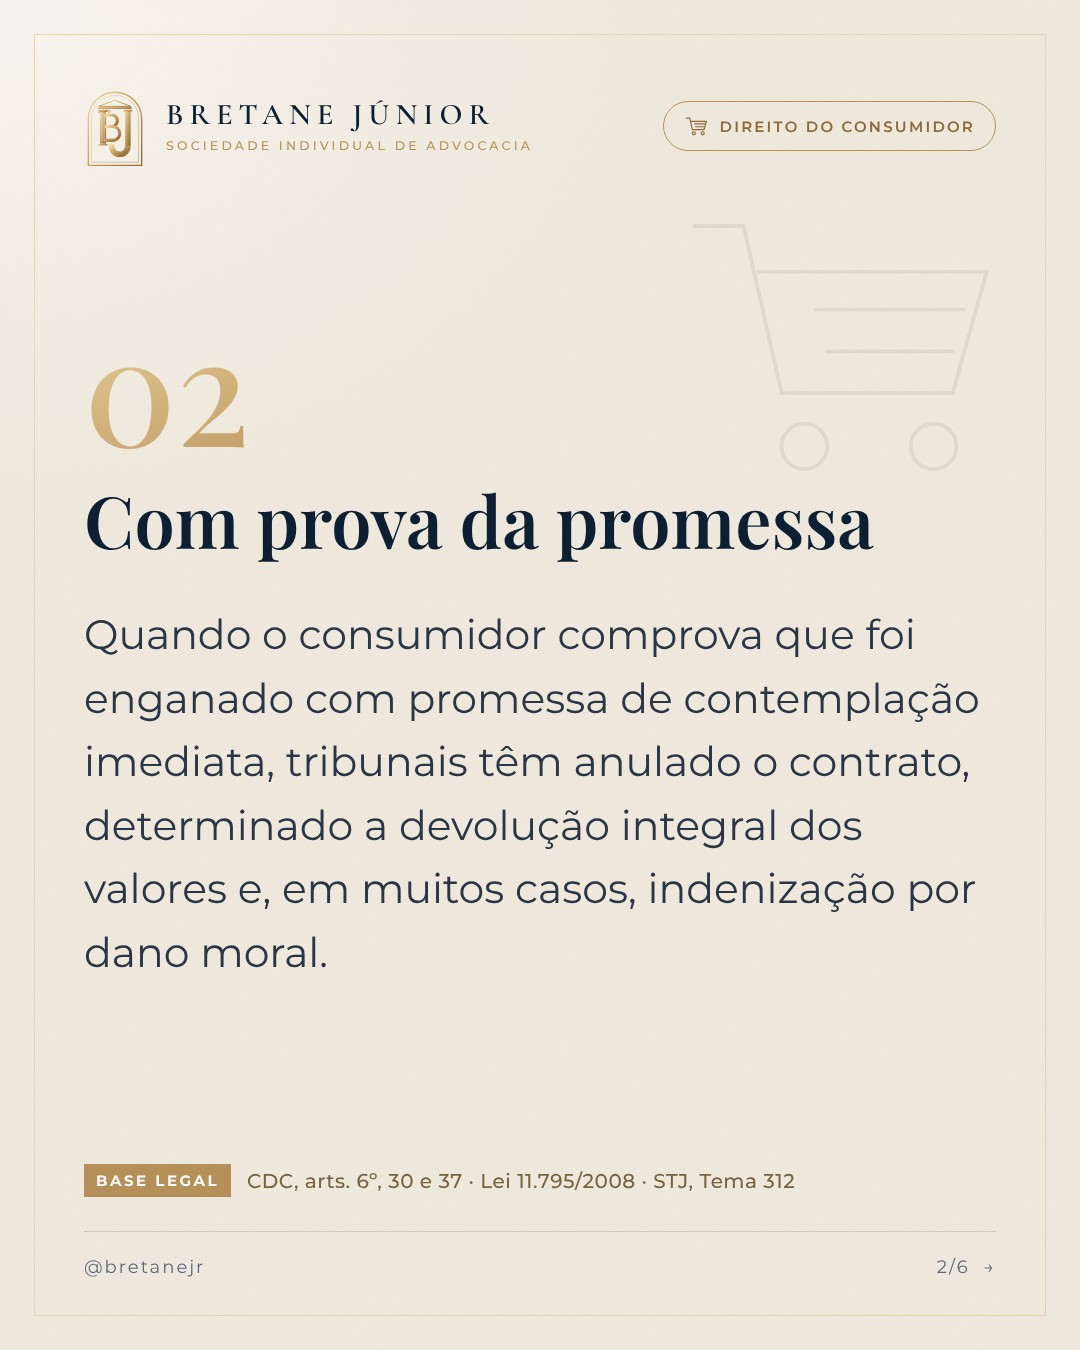 BRETANE JÚNIOR
SOCIEDADE INDIVIDUAL DE ADVOCACIA
DIREITO DO CONSUMIDOR
02
Com prova da promessa
Quando o consumidor comprova que foi
enganado com promessa de contemplação
imediata, tribunais têm anulado o contrato,
determinado a devolução integral dos
valores e, em muitos casos, indenização por
dano moral.
BASE LEGAL CDC, arts. 6º, 30 e 37 · Lei 11.795/2008 · STJ, Tema 312
@bretanejr
2/6 →